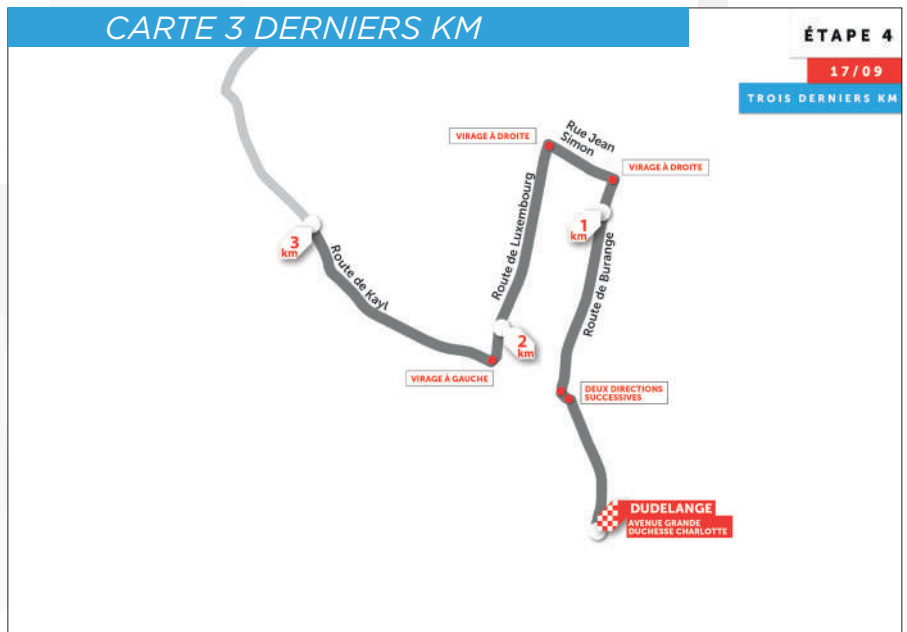 CARTE 3 DERNIERS KM
ÉTAPE 4
17/09
TROIS DERNIERS KM
VIRAGE À DROITE
Rue Jean
Simon
VIRAGE À DROITE
3
km
Route de Kayl
Route de Luxembourg
1
km
Route de Burange
2
km
VIRAGE À GAUCHE
DEUX DIRECTIONS
SUCCESSIVES
DUDELANGE
AVENUE GRANDE
DUCHESSE CHARLOTTE